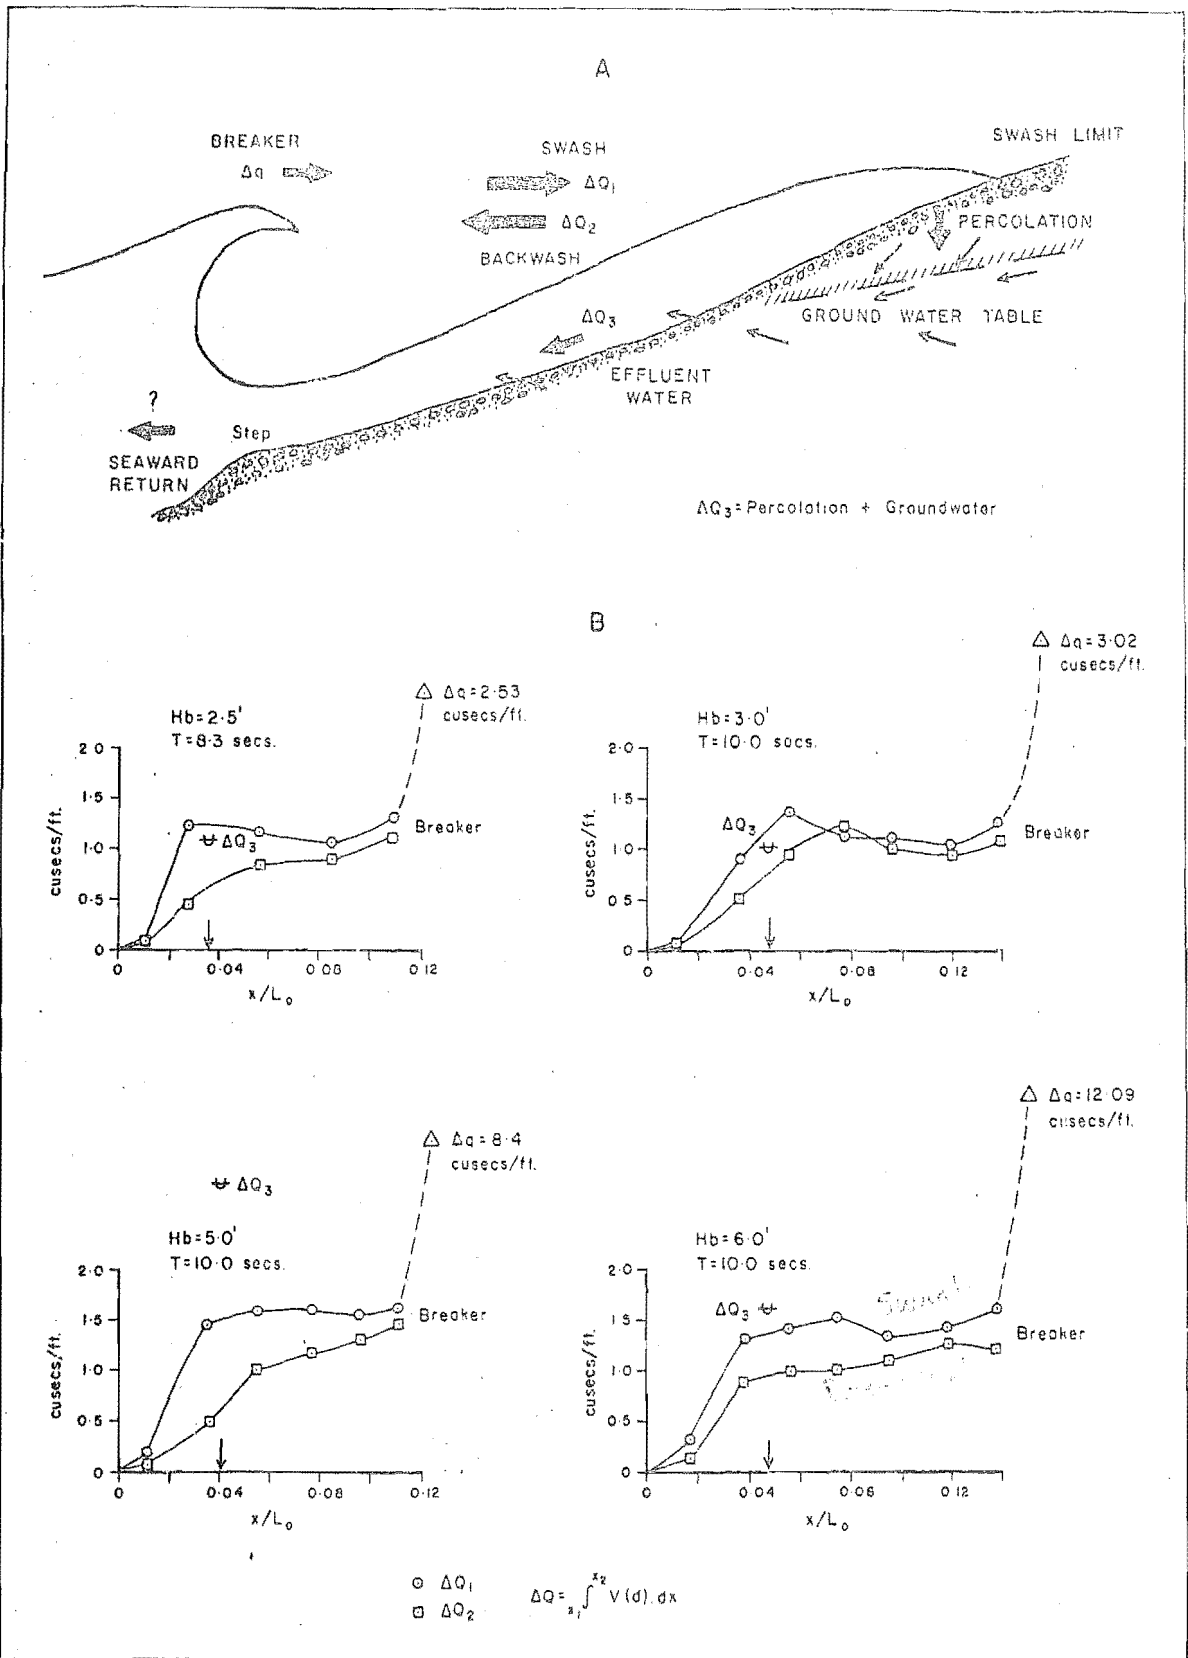 A
BREAKER
Δq
SWASH
ΔQ₁
ΔQ₂
BACKWASH
SWASH LIMIT
PERCOLATION
GROUND WATER TABLE
ΔQ₃
EFFLUENT
WATER
?
Step
SEAWARD
RETURN
ΔQ₃=Percolation + Groundwater
B
Hb=2·5'
T=8·3 secs.
Δq=2·53
cusecs/ft.
ΔQ₃
Breaker
cusecs/ft.
2·0
1·5
1·0
0·5
0
0
0·04
0·08
0·12
x/L₀
Hb=3·0'
T=10·0 secs.
Δq=3·02
cusecs/ft.
ΔQ₃
Breaker
cusecs/ft.
2·0
1·5
1·0
0·5
0
0
0·04
0·08
0·12
x/L₀
Δq=8·4
cusecs/ft.
ΔQ₃
Hb=5·0'
T=10·0 secs.
Breaker
cusecs/ft.
2·0
1·5
1·0
0·5
0
0
0·04
0·08
0·12
x/L₀
Δq=12·09
cusecs/ft.
Hb=6·0'
T=10·0 secs.
ΔQ₃
Swash
Breaker
cusecs/ft.
2·0
1·5
1·0
0·5
0
0
0·04
0·08
0·12
x/L₀
ΔQ₁
ΔQ₂
ΔQ= x₁∫x₂ V(d).dx